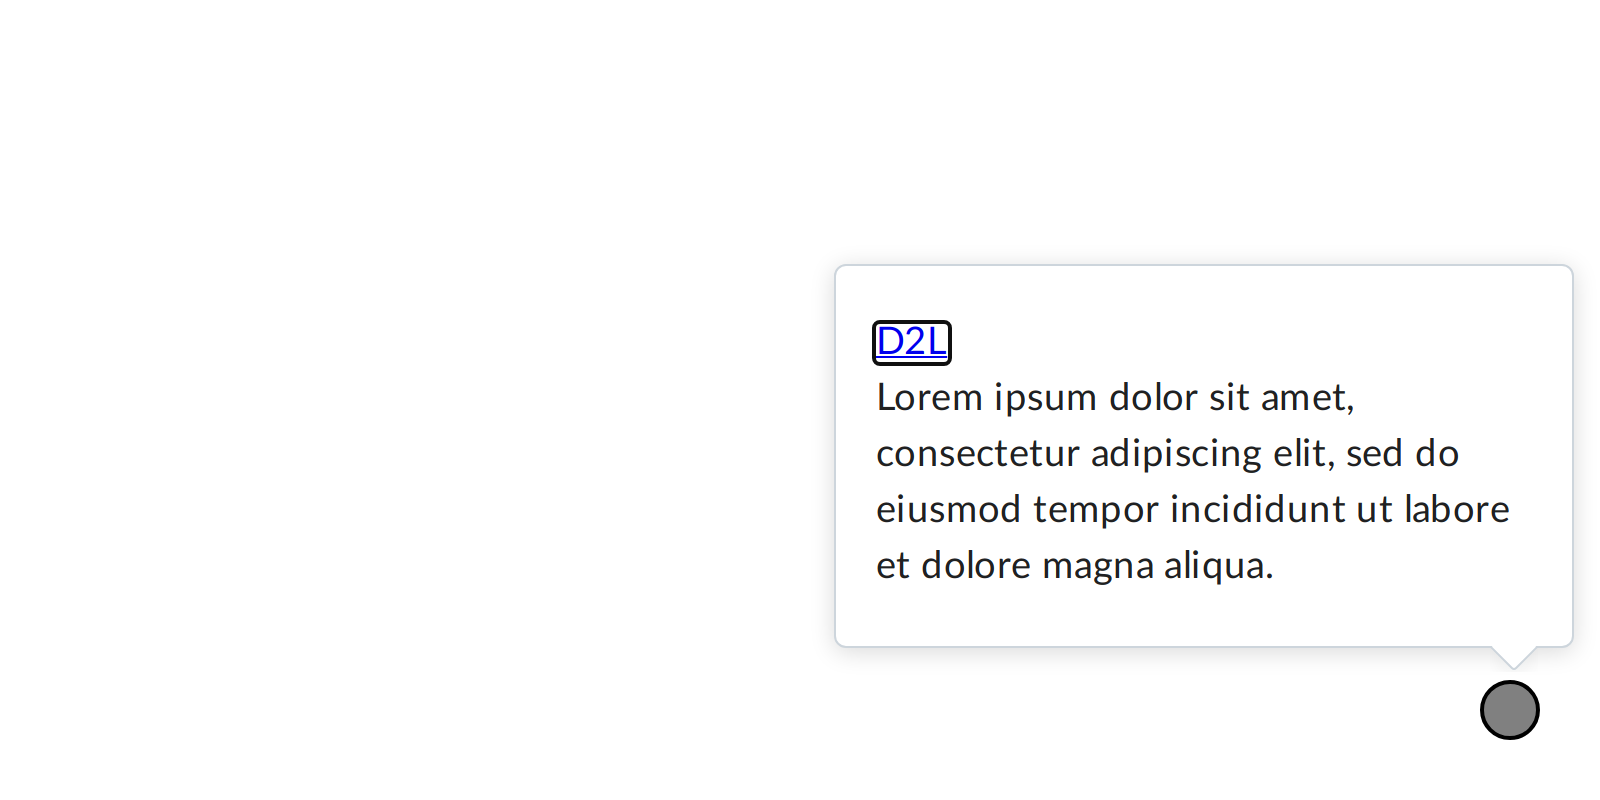 D2L
Lorem ipsum dolor sit amet,
consectetur adipiscing elit, sed do
eiusmod tempor incididunt ut labore
et dolore magna aliqua.